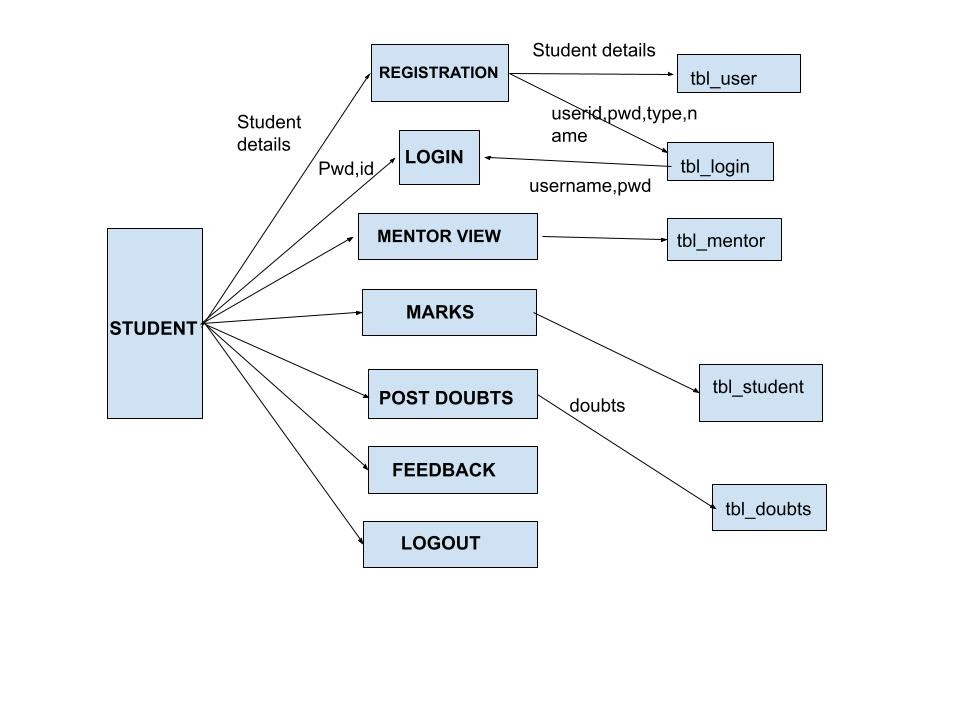 Student details
REGISTRATION
tbl_user
userid,pwd,type,n
ame
Student
details
LOGIN
Pwd,id
tbl_login
username,pwd
MENTOR VIEW
tbl_mentor
MARKS
STUDENT
tbl_student
POST DOUBTS
doubts
FEEDBACK
tbl_doubts
LOGOUT